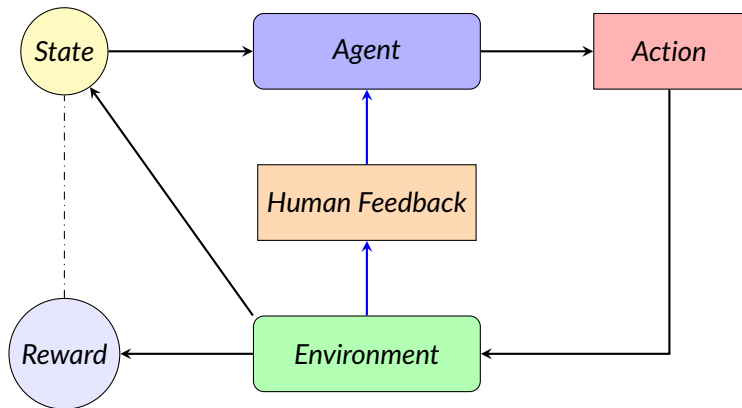 State
Agent
Action
Human Feedback
Reward
Environment